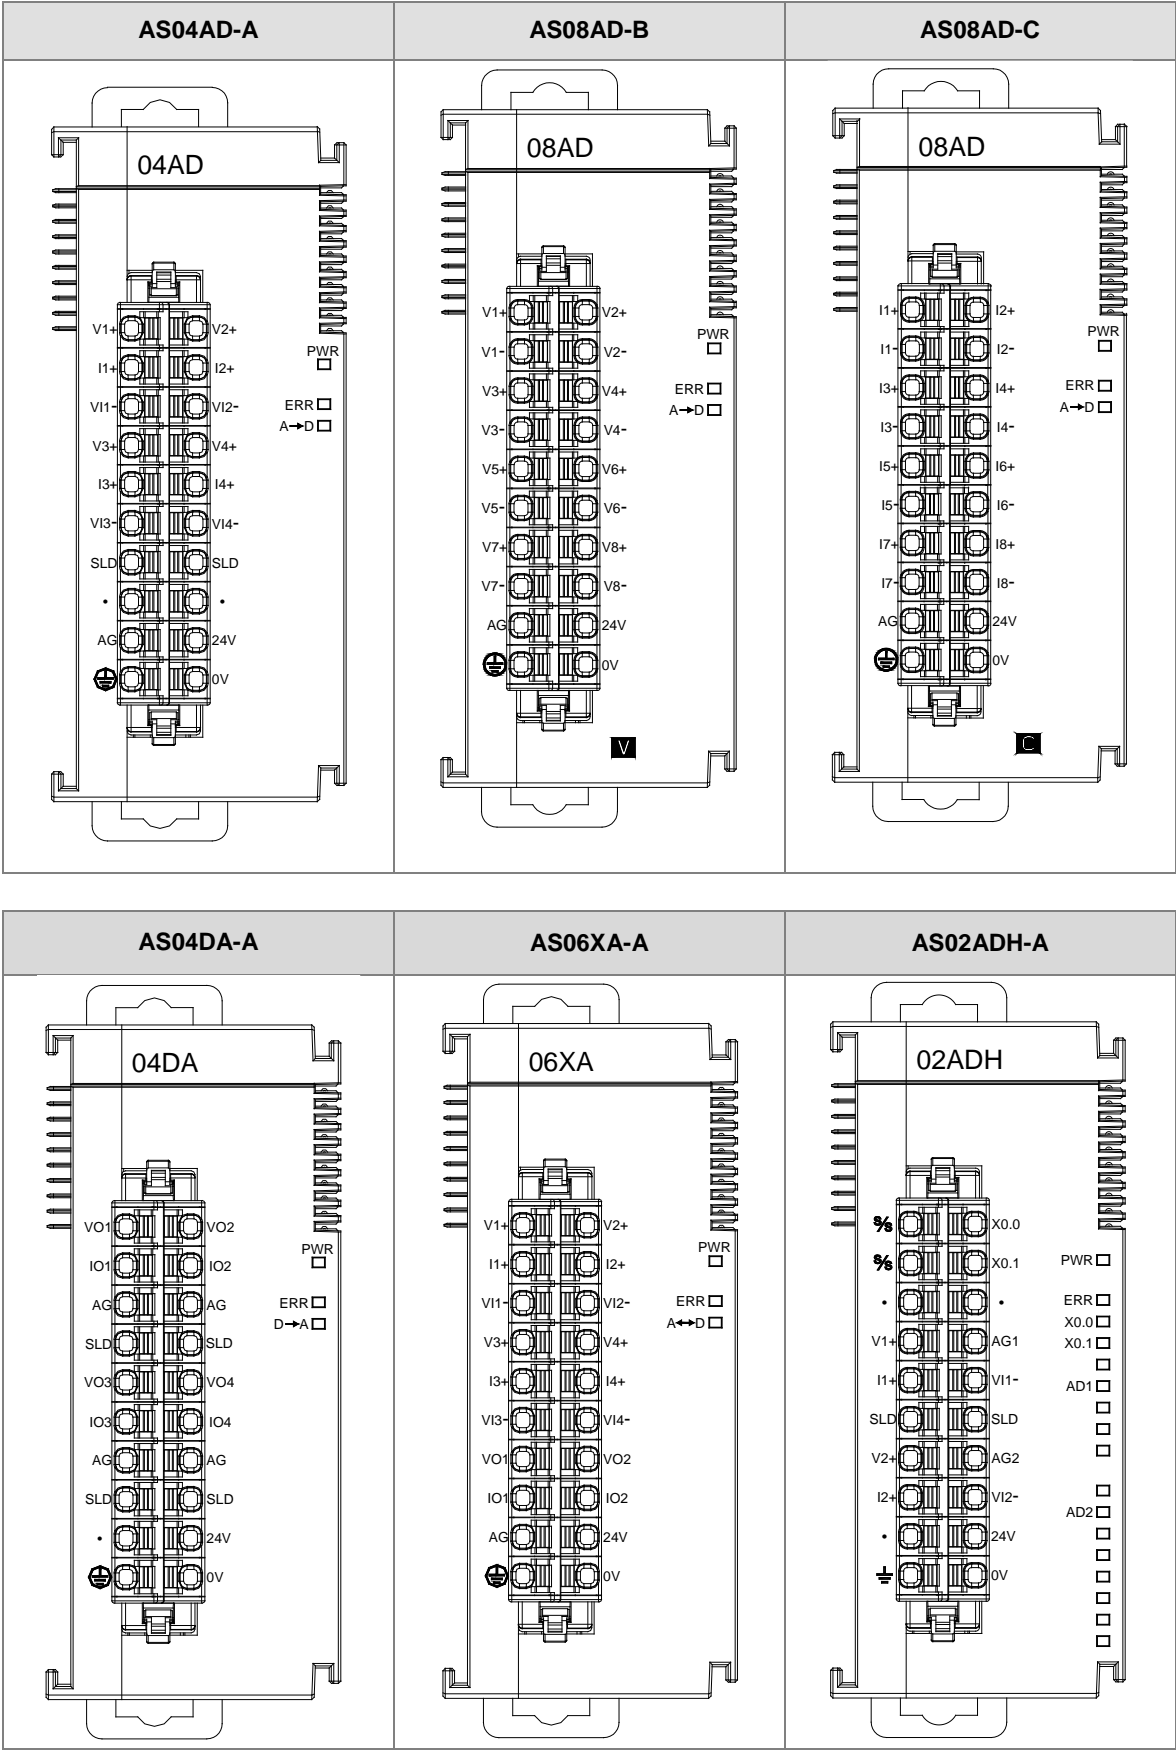 AS04AD-A AS08AD-B AS08AD-C
04AD
V1+ V2+
I1+ I2+
VI1- VI2-
V3+ V4+
I3+ I4+
VI3- VI4-
SLD SLD
• •
AG 24V
0V
PWR
ERR
A→D
08AD
V1+ V2+
V1- V2-
V3+ V4+
V3- V4-
V5+ V6+
V5- V6-
V7+ V8+
V7- V8-
AG 24V
0V
PWR
ERR
A→D
V
08AD
I1+ I2+
I1- I2-
I3+ I4+
I3- I4-
I5+ I6+
I5- I6-
I7+ I8+
I7- I8-
AG 24V
0V
PWR
ERR
A→D
C
AS04DA-A AS06XA-A AS02ADH-A
04DA
VO1 VO2
IO1 IO2
AG AG
SLD SLD
VO3 VO4
IO3 IO4
AG AG
SLD SLD
• 24V
0V
PWR
ERR
D→A
06XA
V1+ V2+
I1+ I2+
VI1- VI2-
V3+ V4+
I3+ I4+
VI3- VI4-
VO1 VO2
IO1 IO2
AG 24V
0V
PWR
ERR
A↔D
02ADH
S/S X0.0
S/S X0.1
• •
V1+ AG1
I1+ VI1-
SLD SLD
V2+ AG2
I2+ VI2-
• 24V
0V
PWR
ERR
X0.0
X0.1
AD1
AD2